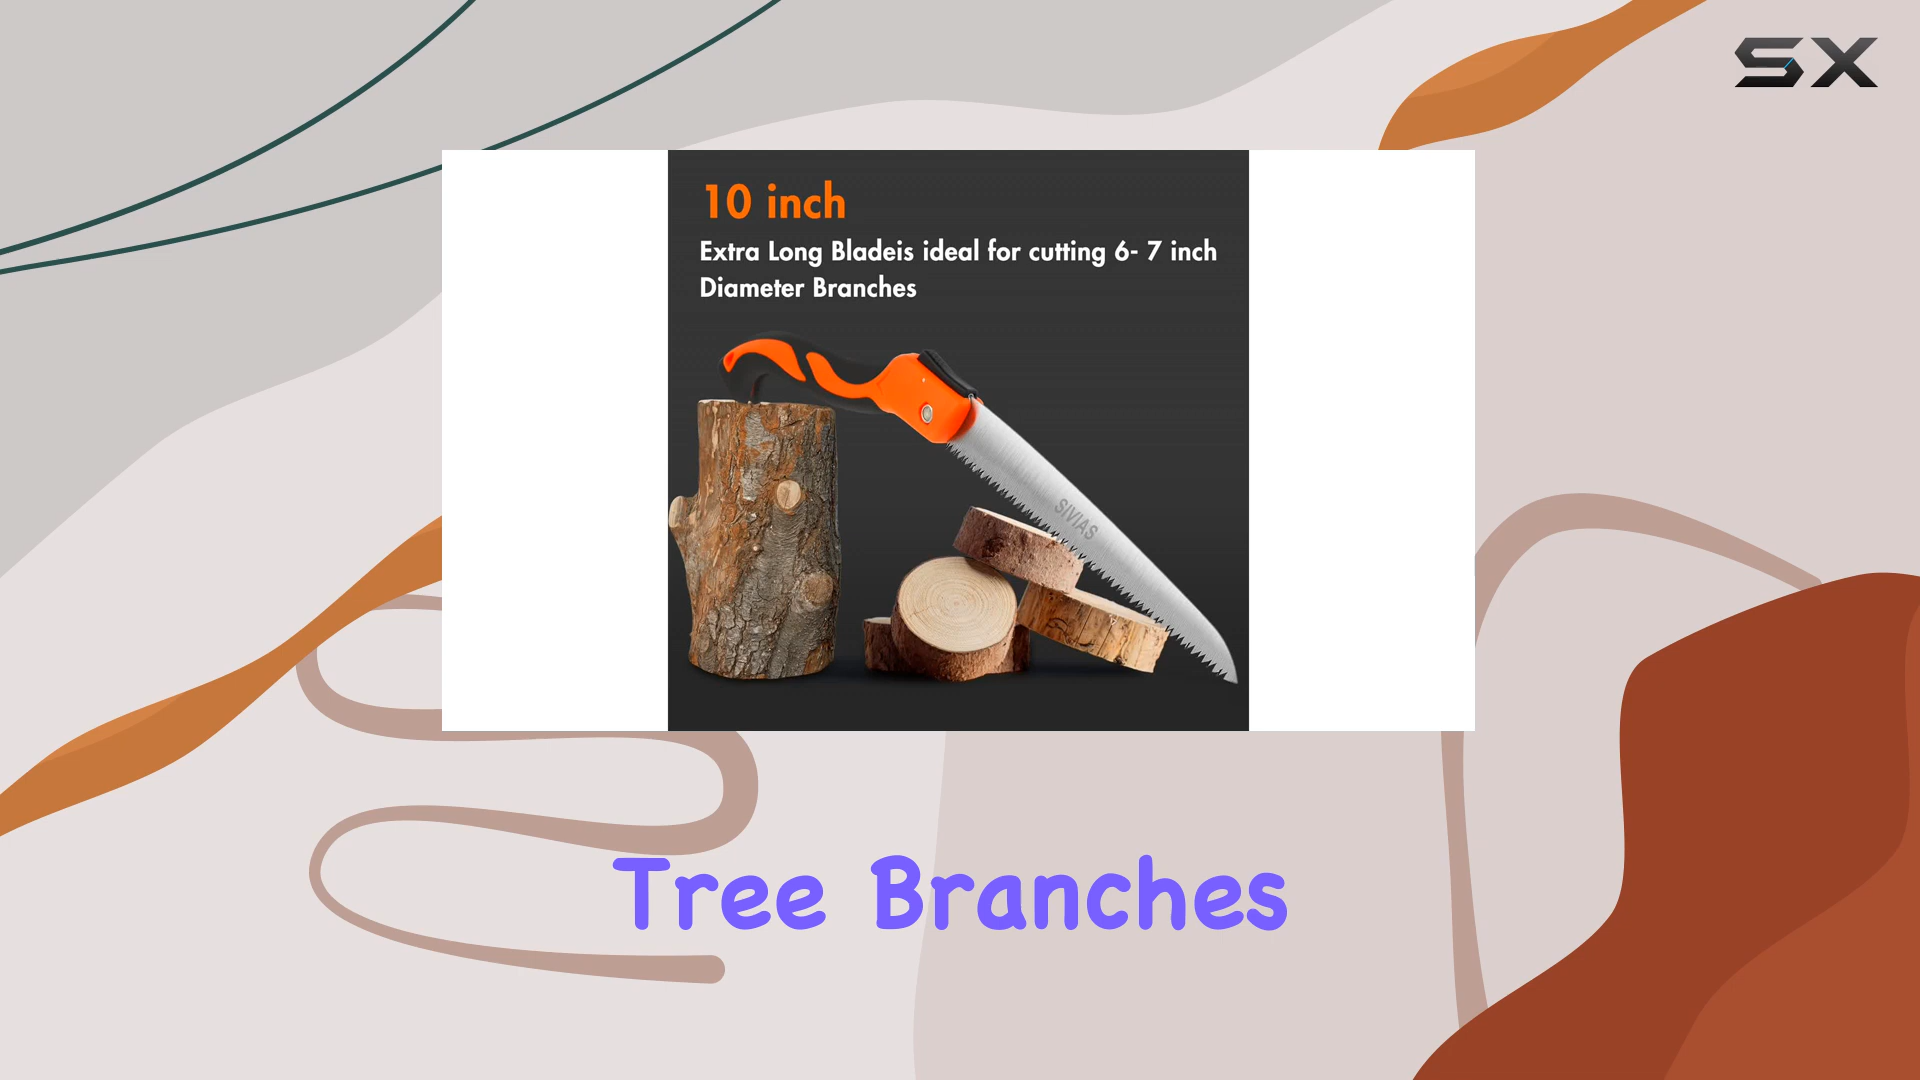 SX
10 inch
Extra Long Bladeis ideal for cutting 6- 7 inch
Diameter Branches
SIVIAS
Tree Branches